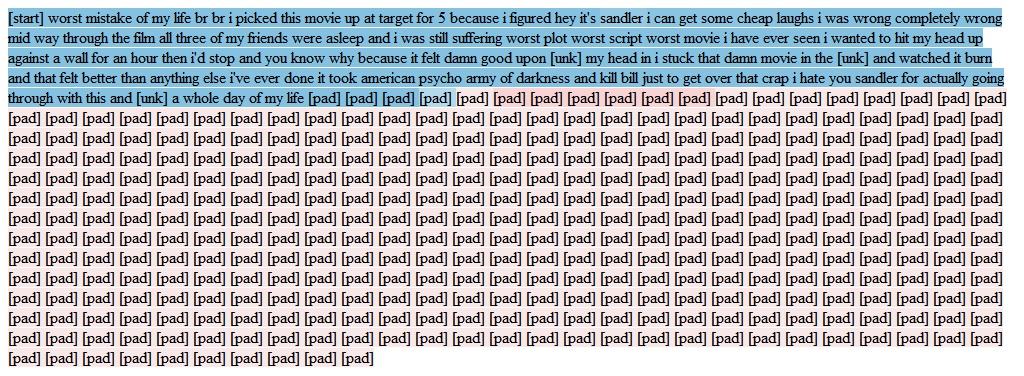 [start] worst mistake of my life br br i picked this movie up at target for 5 because i figured hey it's sandler i can get some cheap laughs i was wrong completely wrong
mid way through the film all three of my friends were asleep and i was still suffering worst plot worst script worst movie i have ever seen i wanted to hit my head up
against a wall for an hour then i'd stop and you know why because it felt damn good upon [unk] my head in i stuck that damn movie in the [unk] and watched it burn
and that felt better than anything else i've ever done it took american psycho army of darkness and kill bill just to get over that crap i hate you sandler for actually going
through with this and [unk] a whole day of my life [pad] [pad] [pad] [pad] [pad] [pad] [pad] [pad] [pad] [pad] [pad] [pad] [pad] [pad] [pad] [pad] [pad] [pad] [pad]
[pad] [pad] [pad] [pad] [pad] [pad] [pad] [pad] [pad] [pad] [pad] [pad] [pad] [pad] [pad] [pad] [pad] [pad] [pad] [pad] [pad] [pad] [pad] [pad] [pad] [pad] [pad]
[pad] [pad] [pad] [pad] [pad] [pad] [pad] [pad] [pad] [pad] [pad] [pad] [pad] [pad] [pad] [pad] [pad] [pad] [pad] [pad] [pad] [pad] [pad] [pad] [pad] [pad] [pad]
[pad] [pad] [pad] [pad] [pad] [pad] [pad] [pad] [pad] [pad] [pad] [pad] [pad] [pad] [pad] [pad] [pad] [pad] [pad] [pad] [pad] [pad] [pad] [pad] [pad] [pad] [pad]
[pad] [pad] [pad] [pad] [pad] [pad] [pad] [pad] [pad] [pad] [pad] [pad] [pad] [pad] [pad] [pad] [pad] [pad] [pad] [pad] [pad] [pad] [pad] [pad] [pad] [pad] [pad]
[pad] [pad] [pad] [pad] [pad] [pad] [pad] [pad] [pad] [pad] [pad] [pad] [pad] [pad] [pad] [pad] [pad] [pad] [pad] [pad] [pad] [pad] [pad] [pad] [pad] [pad] [pad]
[pad] [pad] [pad] [pad] [pad] [pad] [pad] [pad] [pad] [pad] [pad] [pad] [pad] [pad] [pad] [pad] [pad] [pad] [pad] [pad] [pad] [pad] [pad] [pad] [pad] [pad] [pad]
[pad] [pad] [pad] [pad] [pad] [pad] [pad] [pad] [pad] [pad] [pad] [pad] [pad] [pad] [pad] [pad] [pad] [pad] [pad] [pad] [pad] [pad] [pad] [pad] [pad] [pad] [pad]
[pad] [pad] [pad] [pad] [pad] [pad] [pad] [pad] [pad] [pad] [pad] [pad] [pad] [pad] [pad] [pad] [pad] [pad] [pad] [pad] [pad] [pad] [pad] [pad] [pad] [pad] [pad]
[pad] [pad] [pad] [pad] [pad] [pad] [pad] [pad] [pad] [pad] [pad] [pad] [pad] [pad] [pad] [pad] [pad] [pad] [pad] [pad] [pad] [pad] [pad] [pad] [pad] [pad] [pad]
[pad] [pad] [pad] [pad] [pad] [pad] [pad] [pad] [pad] [pad] [pad] [pad] [pad] [pad] [pad] [pad] [pad] [pad] [pad] [pad] [pad] [pad] [pad] [pad] [pad] [pad] [pad]
[pad] [pad] [pad] [pad] [pad] [pad] [pad] [pad] [pad] [pad] [pad] [pad] [pad] [pad] [pad] [pad] [pad] [pad] [pad] [pad] [pad] [pad] [pad] [pad] [pad] [pad] [pad]
[pad] [pad] [pad] [pad] [pad] [pad] [pad] [pad] [pad] [pad] [pad] [pad] [pad] [pad] [pad] [pad] [pad] [pad] [pad] [pad] [pad] [pad] [pad] [pad] [pad] [pad] [pad]
[pad] [pad] [pad] [pad] [pad] [pad] [pad] [pad] [pad] [pad]